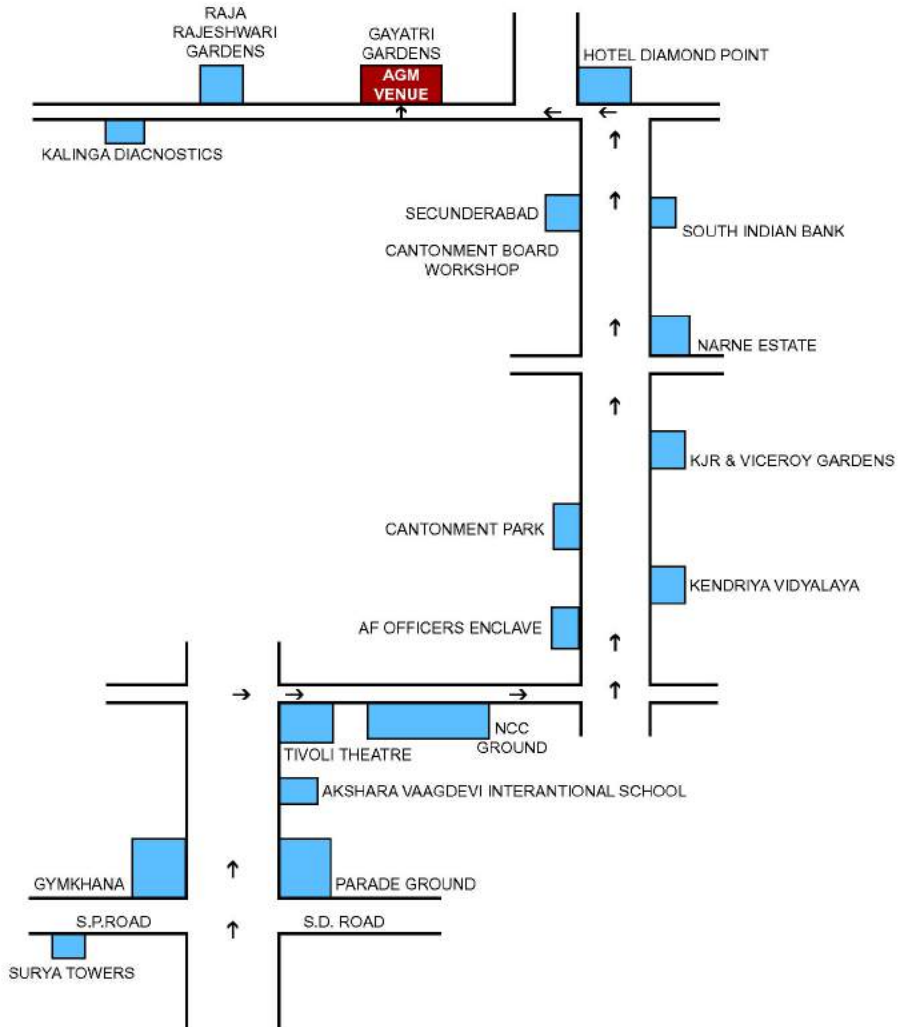 RAJA
RAJESHWARI
GARDENS
GAYATRI
GARDENS
AGM
VENUE
HOTEL DIAMOND POINT
KALINGA DIACNOSTICS
SECUNDERABAD
CANTONMENT BOARD
WORKSHOP
SOUTH INDIAN BANK
NARNE ESTATE
KJR & VICEROY GARDENS
CANTONMENT PARK
KENDRIYA VIDYALAYA
AF OFFICERS ENCLAVE
NCC
GROUND
TIVOLI THEATRE
AKSHARA VAAGDEVI INTERANTIONAL SCHOOL
GYMKHANA
PARADE GROUND
S.P.ROAD
S.D. ROAD
SURYA TOWERS